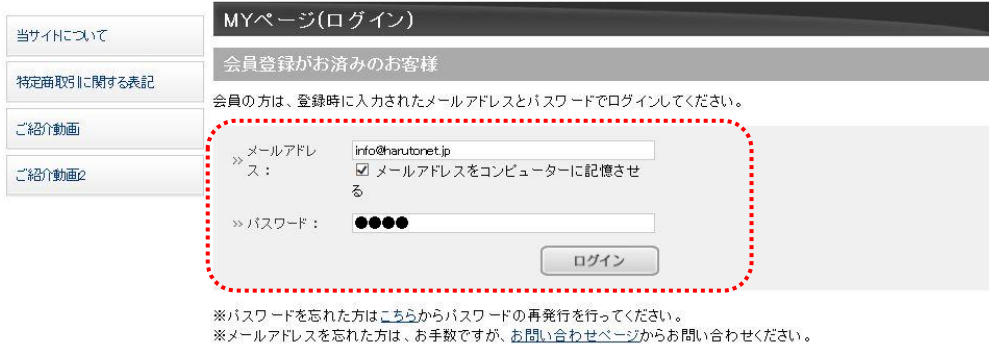 当サイトについて
特定商取引に関する表記
ご紹介動画
ご紹介動画2
MYページ(ログイン)
会員登録がお済みのお客様
会員の方は、登録時に入力されたメールアドレスとパスワードでログインしてください。
メールアドレ
ス：
info@harutonet.jp
メールアドレスをコンピューターに記憶させ
る
パスワード：
●●●●
ログイン
※パスワードを忘れた方はこちらからパスワードの再発行を行ってください。
※メールアドレスを忘れた方は、お手数ですが、お問い合わせページからお問い合わせください。